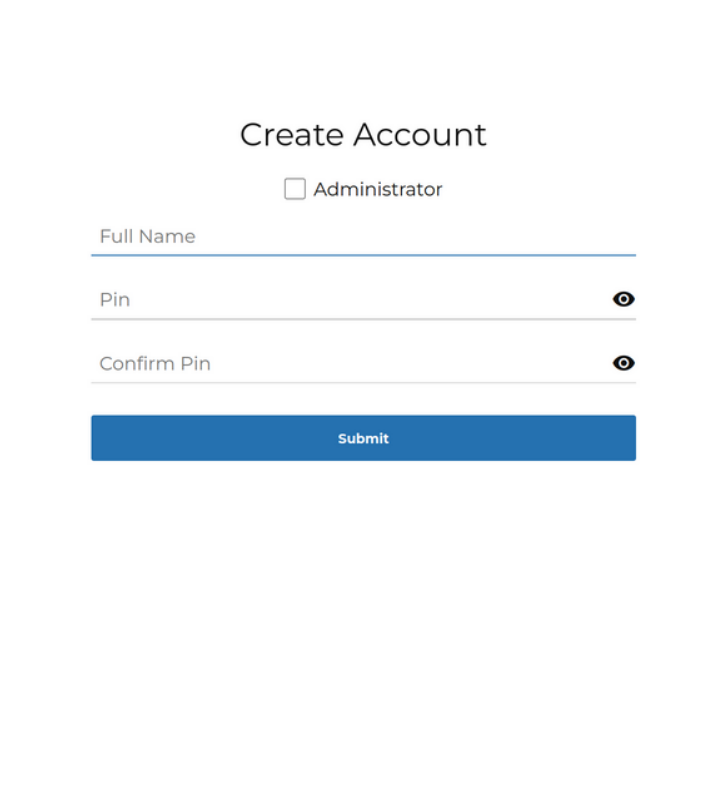 Create Account
Administrator
Full Name
Pin
Confirm Pin
Submit